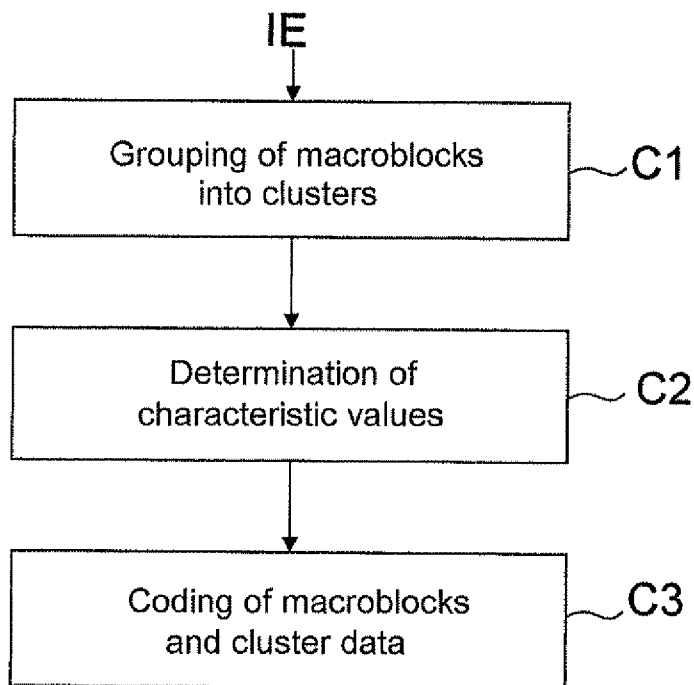 IE
Grouping of macroblocks
into clusters
C1
Determination of
characteristic values
C2
Coding of macroblocks
and cluster data
C3